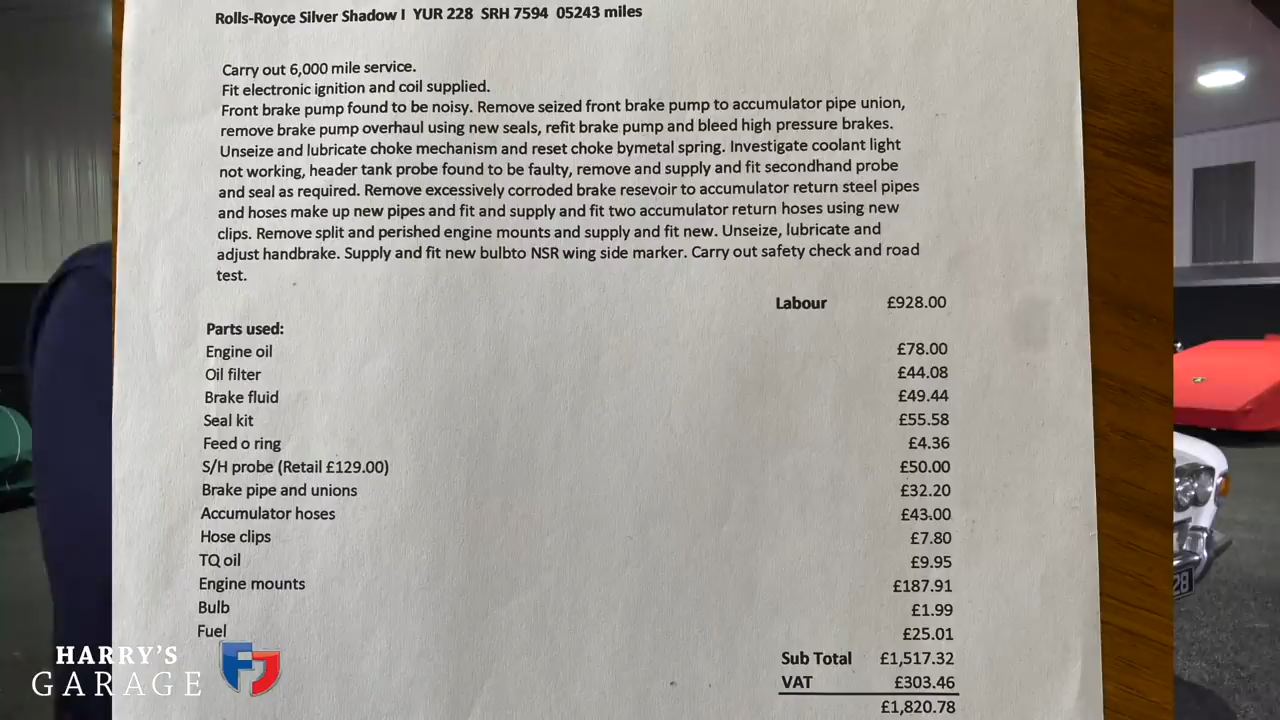 Rolls-Royce Silver Shadow I YUR 228 SRH 7594 05243 miles
Carry out 6,000 mile service.
Fit electronic ignition and coil supplied.
Front brake pump found to be noisy. Remove seized front brake pump to accumulator pipe union,
remove brake pump overhaul using new seals, refit brake pump and bleed high pressure brakes.
Unseize and lubricate choke mechanism and reset choke bymetal spring. Investigate coolant light
not working, header tank probe found to be faulty, remove and supply and fit secondhand probe
and seal as required. Remove excessively corroded brake resevoir to accumulator return steel pipes
and hoses make up new pipes and fit and supply and fit two accumulator return hoses using new
clips. Remove split and perished engine mounts and supply and fit new. Unseize, lubricate and
adjust handbrake. Supply and fit new bulbto NSR wing side marker. Carry out safety check and road
test.
Labour £928.00
Parts used:
Engine oil £78.00
Oil filter £44.08
Brake fluid £49.44
Seal kit £55.58
Feed o ring £4.36
S/H probe (Retail £129.00) £50.00
Brake pipe and unions £32.20
Accumulator hoses £43.00
Hose clips £7.80
TQ oil £9.95
Engine mounts £187.91
Bulb £1.99
Fuel £25.01
Sub Total £1,517.32
VAT £303.46
£1,820.78
HARRY'S
GARAGE
28